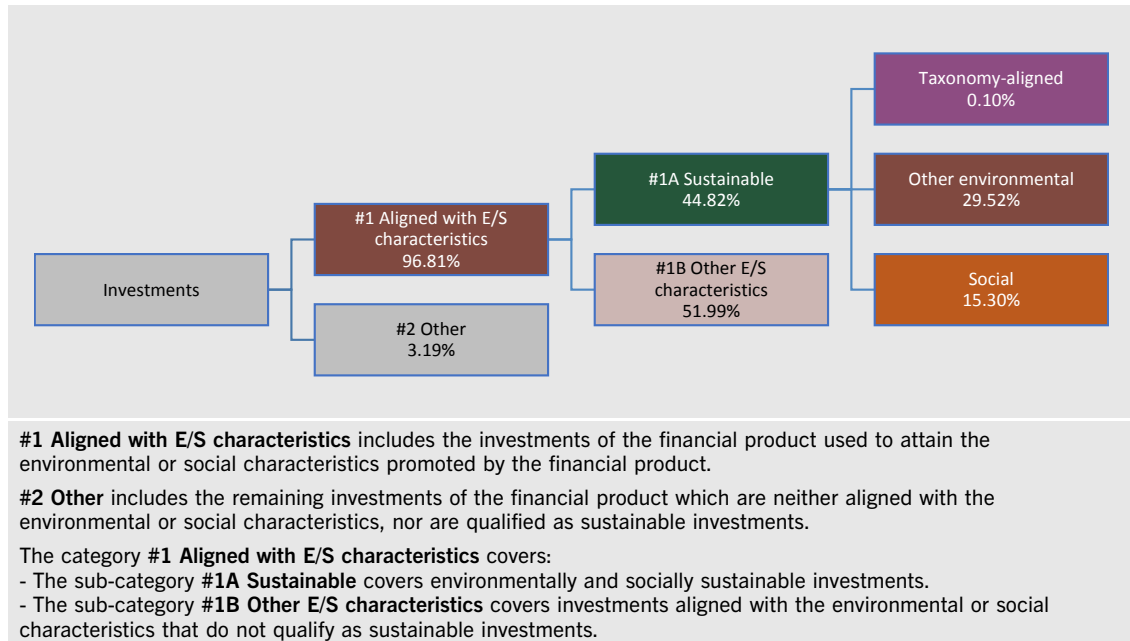 Investments
#1 Aligned with E/S
characteristics
96.81%
#2 Other
3.19%
#1A Sustainable
44.82%
#1B Other E/S
characteristics
51.99%
Taxonomy-aligned
0.10%
Other environmental
29.52%
Social
15.30%
#1 Aligned with E/S characteristics includes the investments of the financial product used to attain the
environmental or social characteristics promoted by the financial product.
#2 Other includes the remaining investments of the financial product which are neither aligned with the
environmental or social characteristics, nor are qualified as sustainable investments.
The category #1 Aligned with E/S characteristics covers:
- The sub-category #1A Sustainable covers environmentally and socially sustainable investments.
- The sub-category #1B Other E/S characteristics covers investments aligned with the environmental or social
characteristics that do not qualify as sustainable investments.